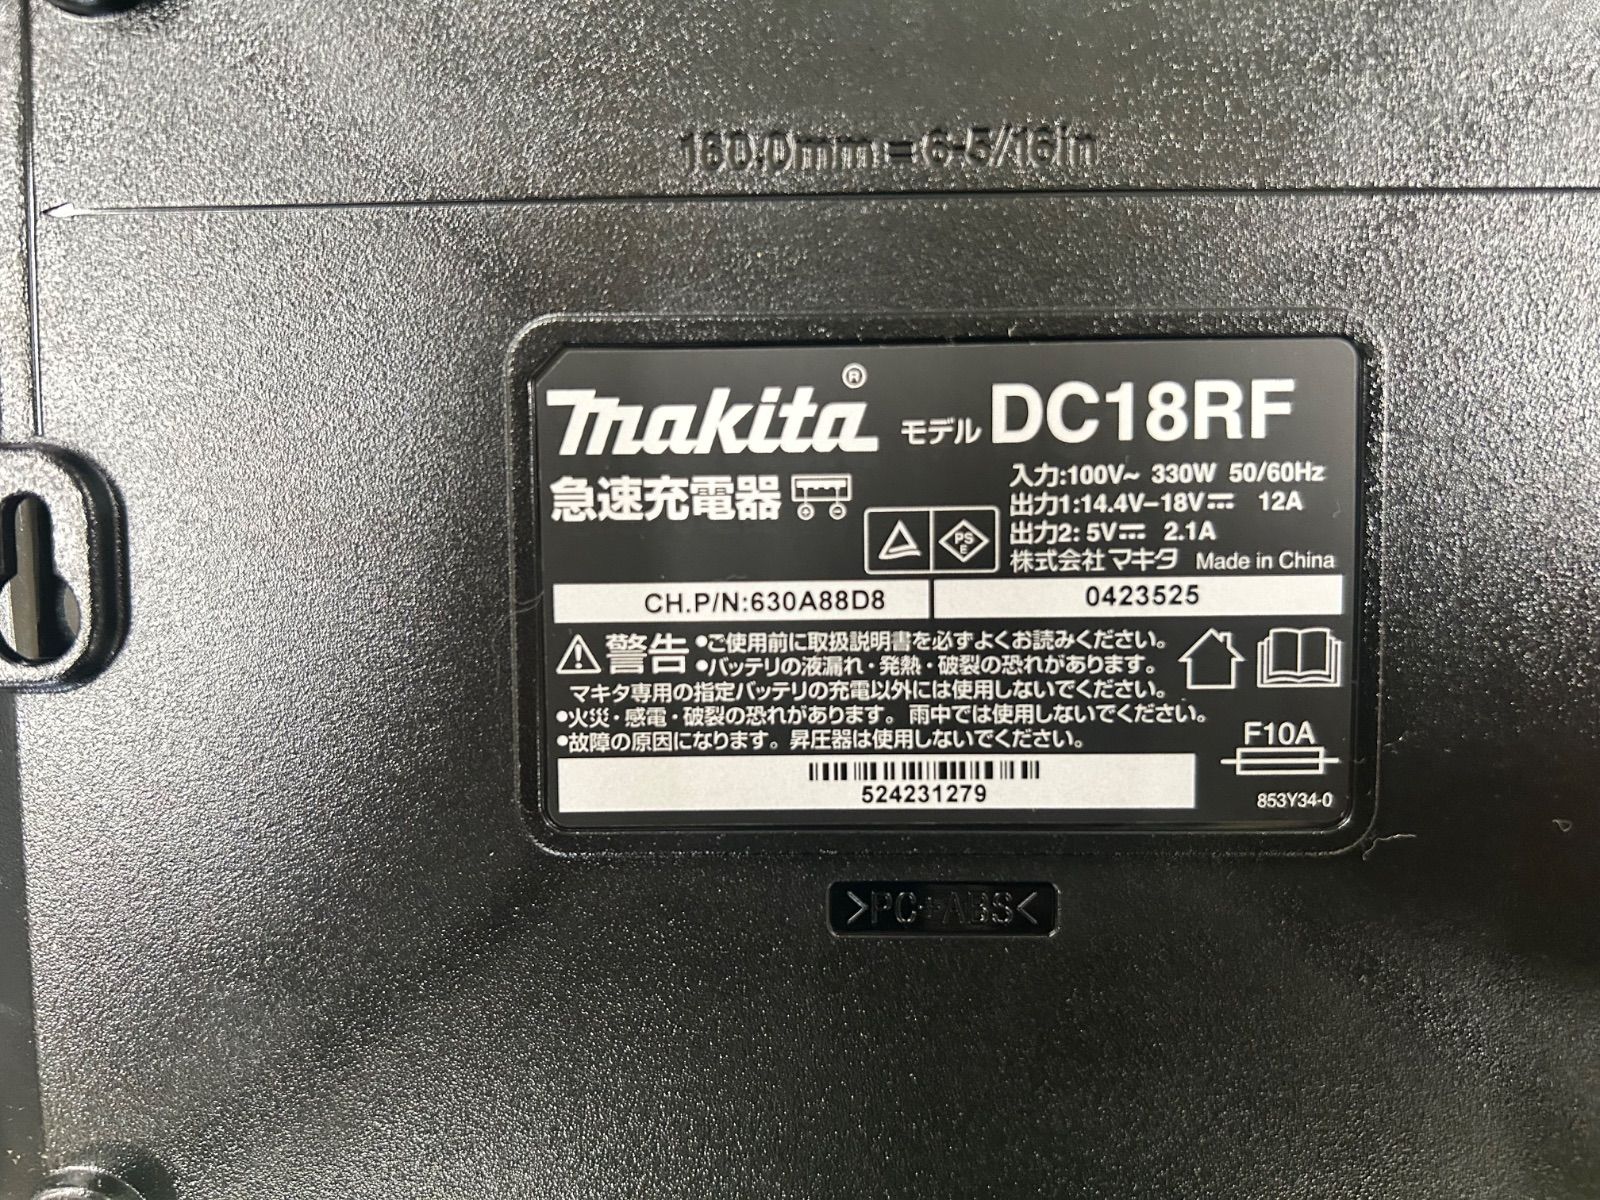 160.0mm=6-5/16in
makita® モデル DC18RF
急速充電器
入力:100V~ 330W 50/60Hz
出力1:14.4V-18V⎓ 12A
出力2:5V⎓ 2.1A
PS
E
株式会社マキタ Made in China
CH.P/N:630A88D8 0423525
⚠警告 •ご使用前に取扱説明書を必ずよくお読みください。
•バッテリの液漏れ・発熱・破裂の恐れがあります。
マキタ専用の指定バッテリの充電以外には使用しないでください。
•火災・感電・破裂の恐れがあります。雨中では使用しないでください。
•故障の原因になります。昇圧器は使用しないでください。
F10A
524231279
853Y34-0
>PC+ABS<